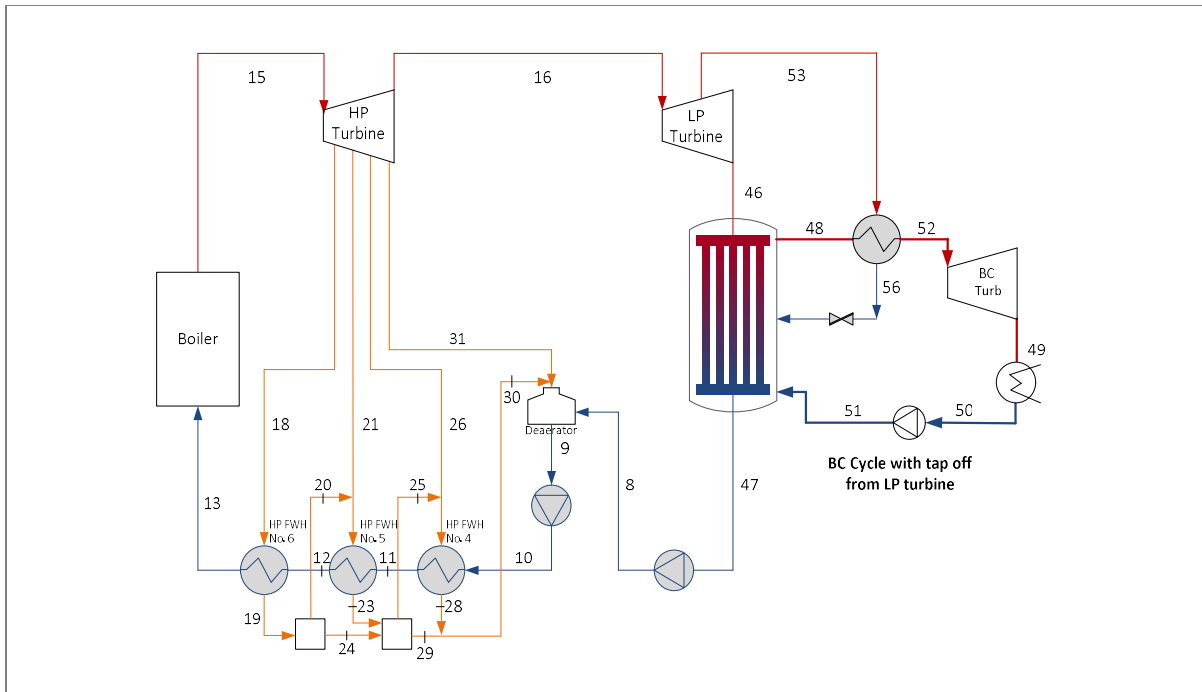 15
16
53
HP
Turbine
LP
Turbine
46
48
52
BC
Turb
56
Boiler
31
49
30
51
50
Deaerator
18
21
26
9
BC Cycle with tap off
from LP turbine
8
47
13
20
25
HP FWH
No. 6
HP FWH
No. 5
HP FWH
No. 4
12
11
10
19
23
28
24
29